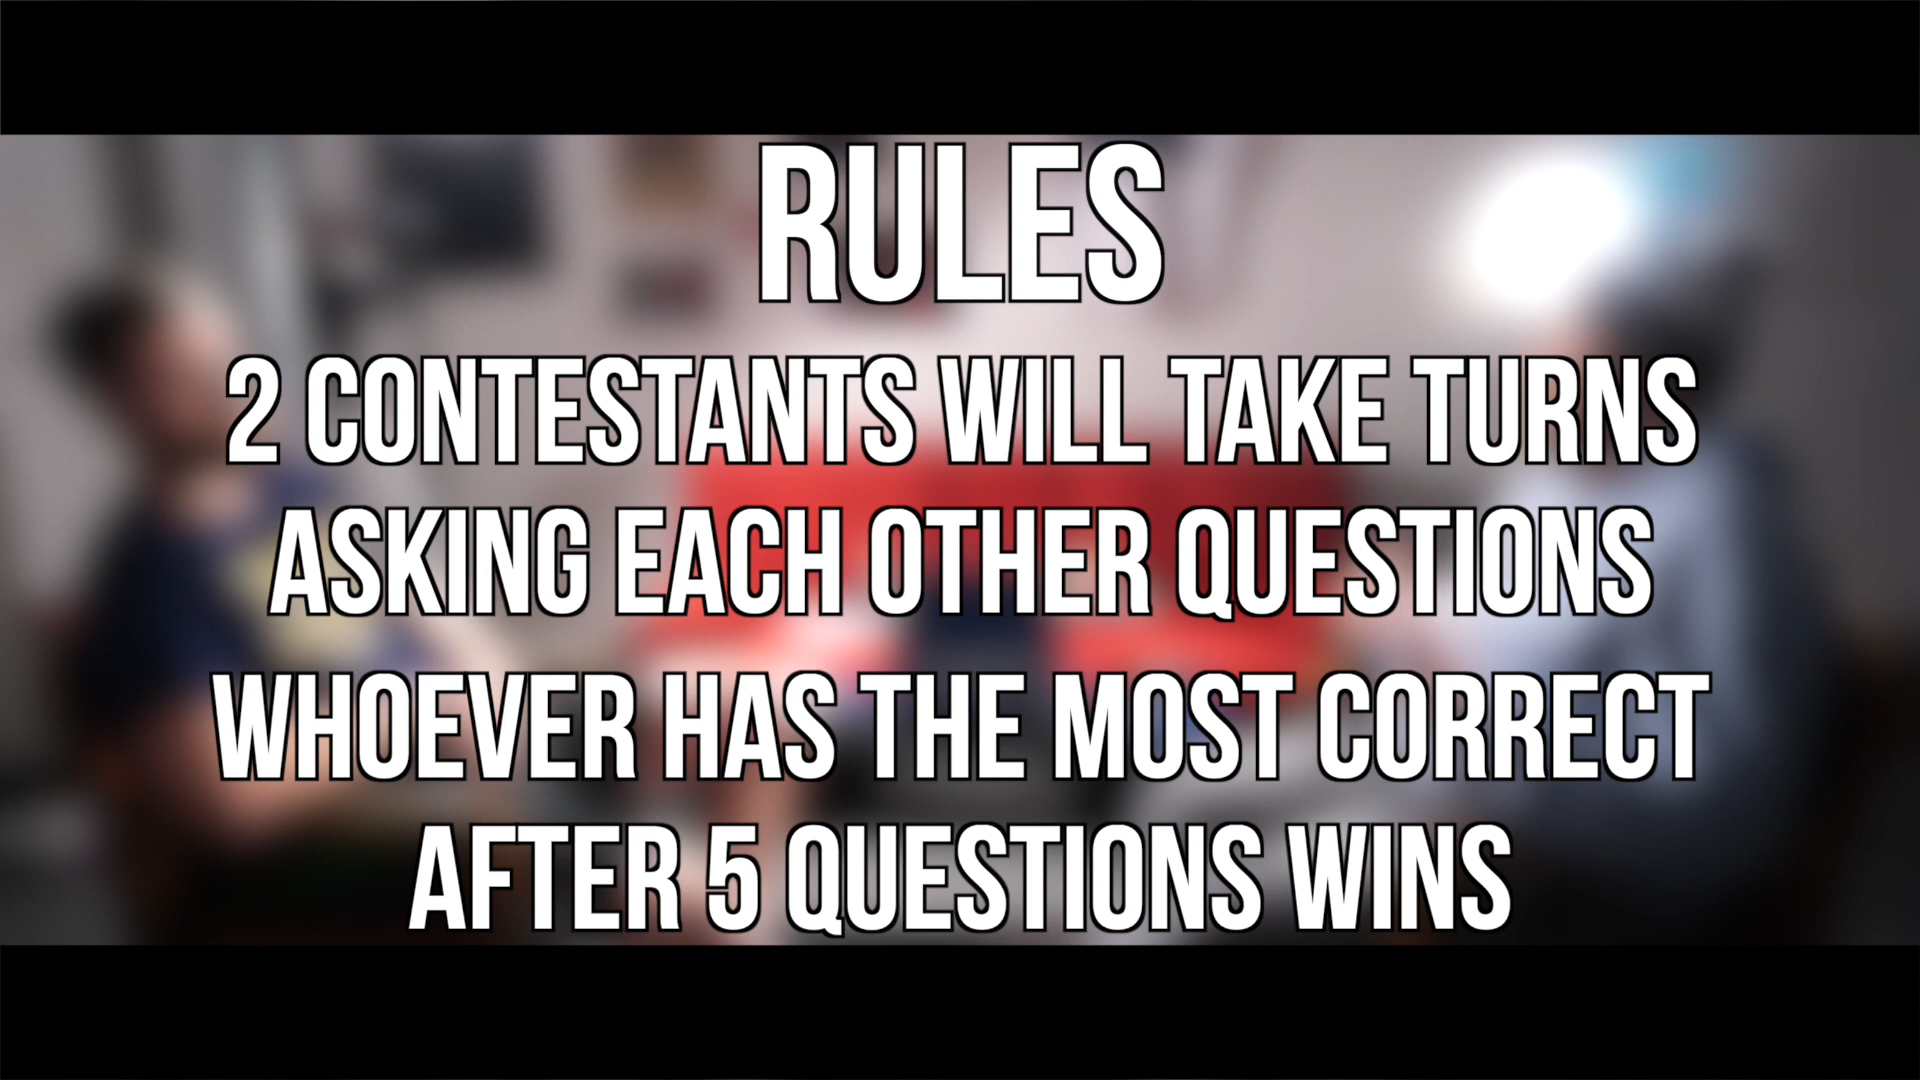 RULES
2 CONTESTANTS WILL TAKE TURNS
ASKING EACH OTHER QUESTIONS
WHOEVER HAS THE MOST CORRECT
AFTER 5 QUESTIONS WINS